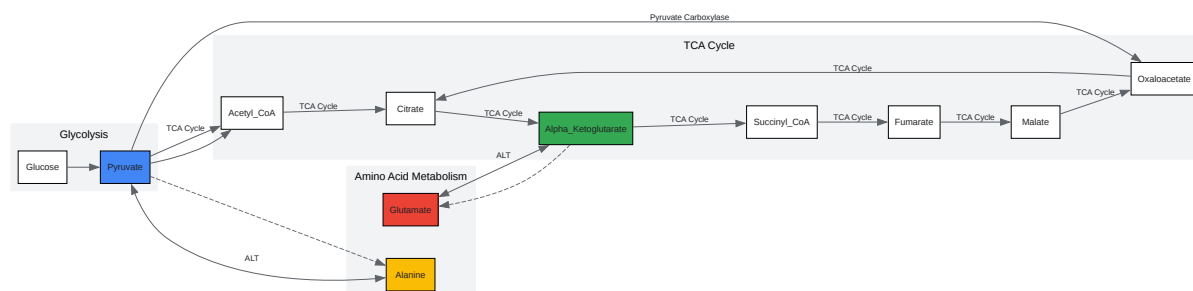 Pyruvate Carboxylase
TCA Cycle
TCA Cycle
Oxaloacetate
TCA Cycle
Acetyl_CoA
TCA Cycle
Citrate
TCA Cycle
Alpha_Ketoglutarate
TCA Cycle
Succinyl_CoA
TCA Cycle
Fumarate
TCA Cycle
Malate
Glycolysis
TCA Cycle
Glucose
Pyruvate
ALT
Amino Acid Metabolism
Glutamate
ALT
Alanine